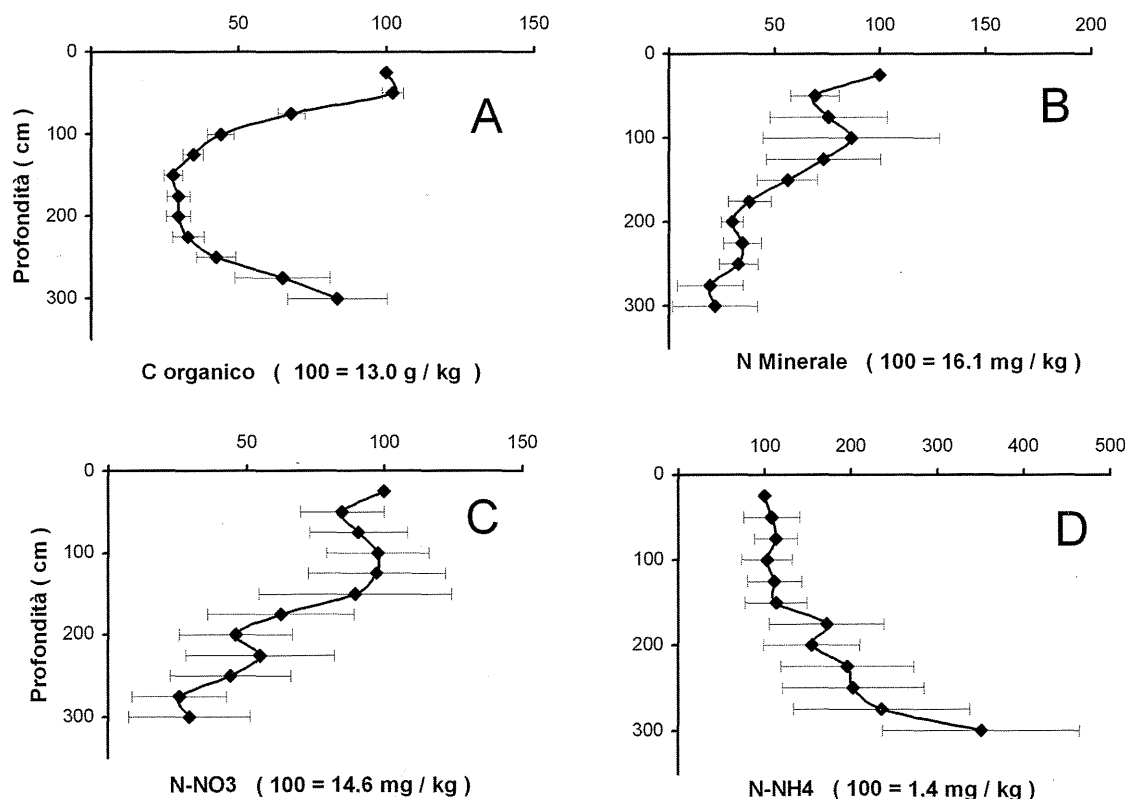 50 100 150
0
100
200
300
Profondità ( cm )
A
C organico ( 100 = 13.0 g / kg )
50 100 150 200
0
100
200
300
B
N Minerale ( 100 = 16.1 mg / kg )
50 100 150
0
100
200
300
Profondità ( cm )
C
N-NO3 ( 100 = 14.6 mg / kg )
100 200 300 400 500
0
100
200
300
D
N-NH4 ( 100 = 1.4 mg / kg )